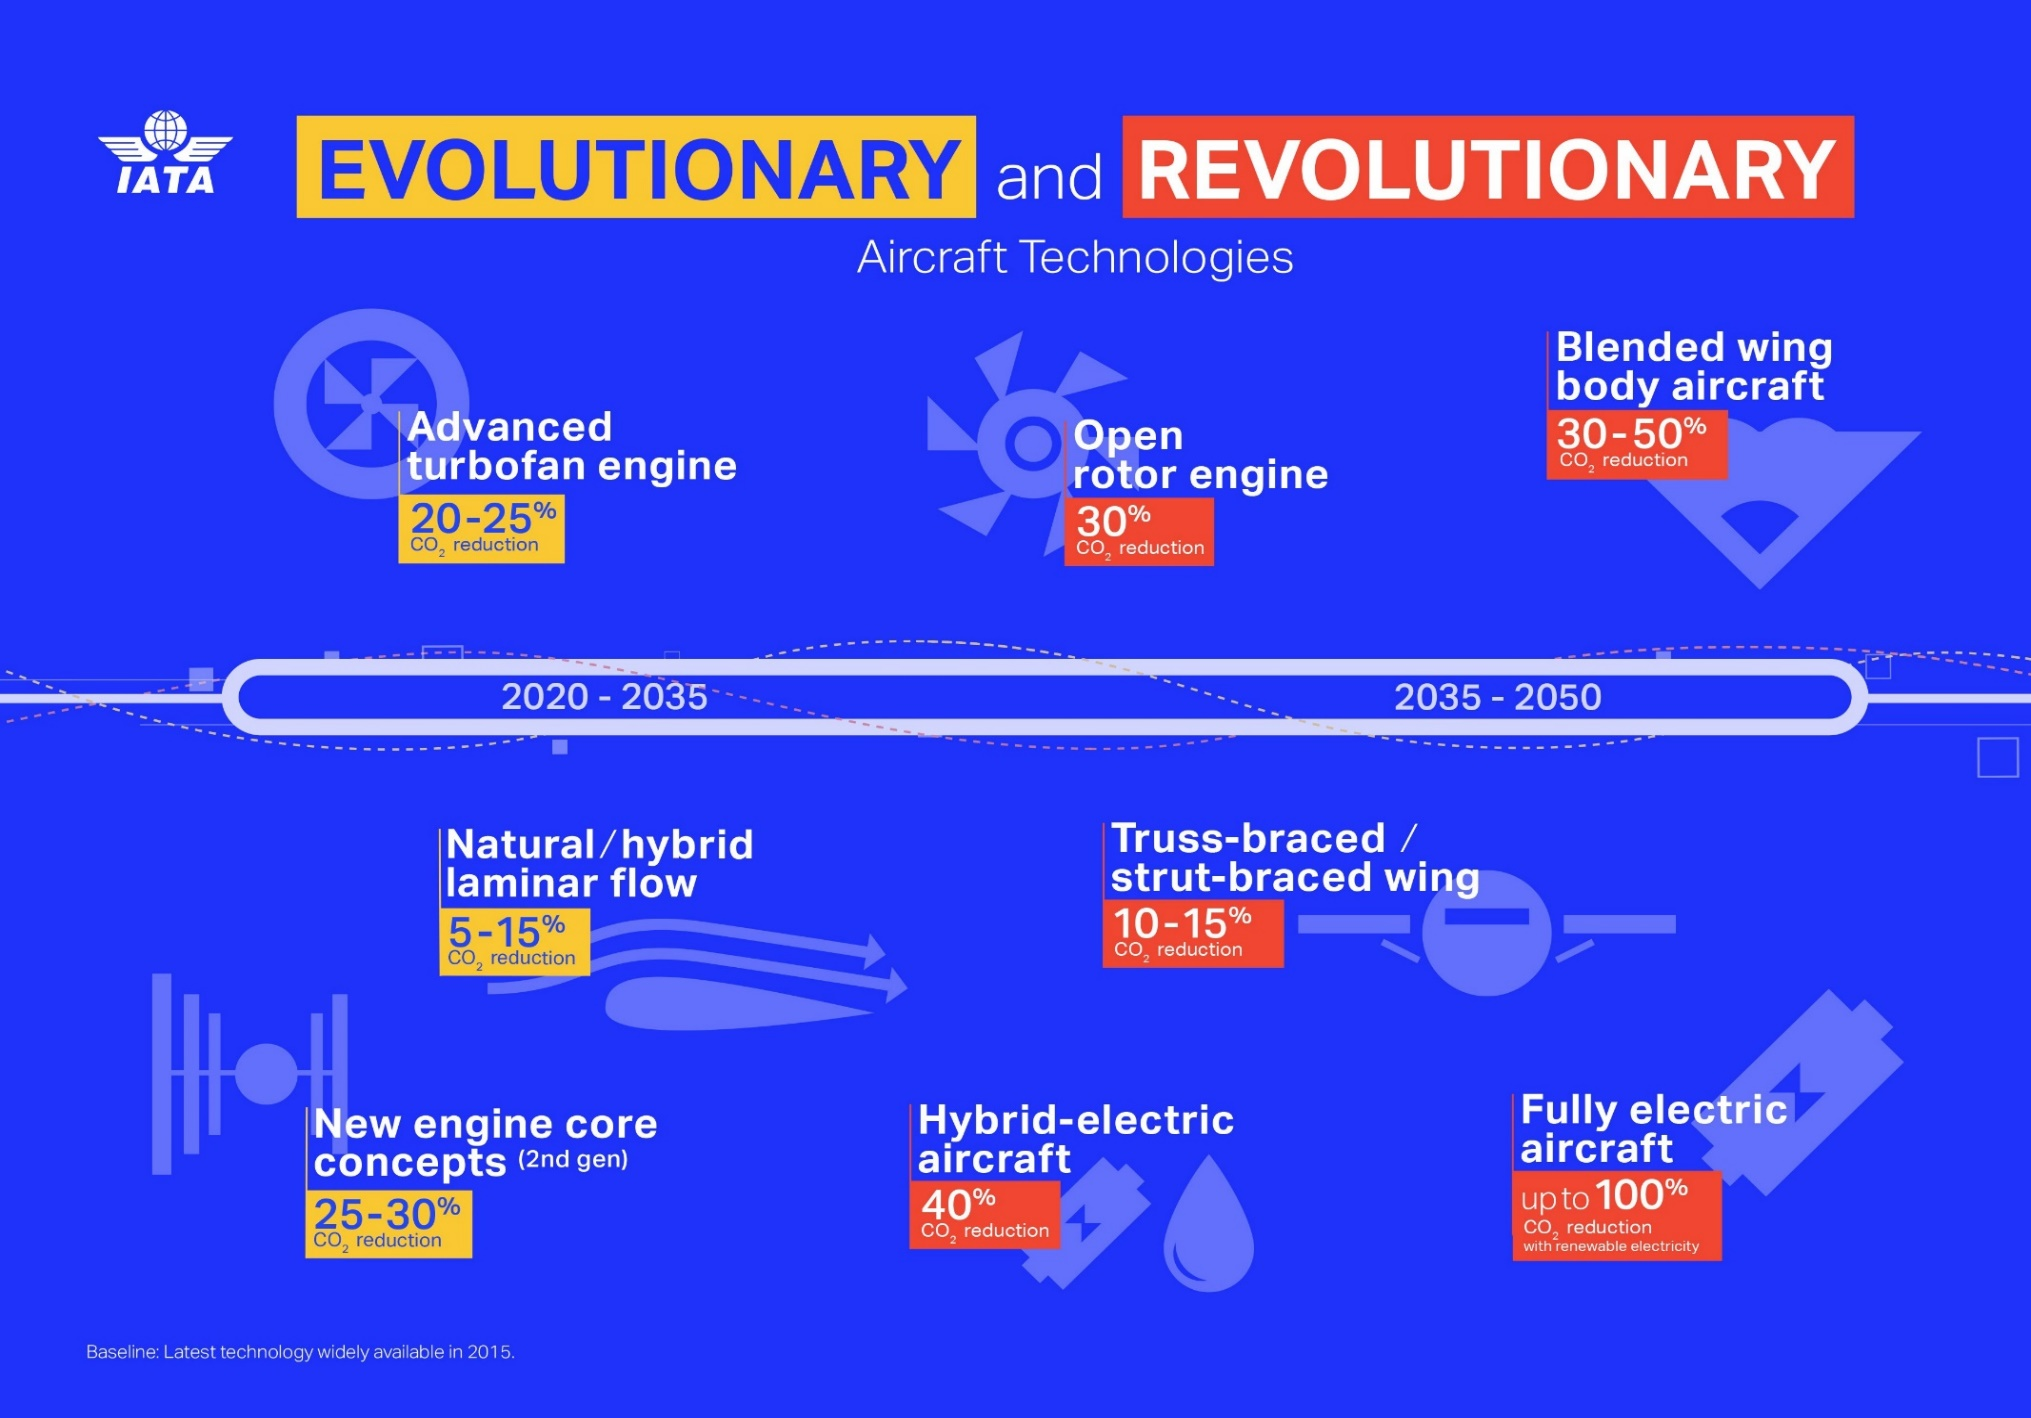 IATA
EVOLUTIONARY and REVOLUTIONARY
Aircraft Technologies
Advanced
turbofan engine
20-25%
CO₂ reduction
Open
rotor engine
30%
CO₂ reduction
Blended wing
body aircraft
30-50%
CO₂ reduction
2020 - 2035
2035 - 2050
Natural/hybrid
laminar flow
5-15%
CO₂ reduction
Truss-braced /
strut-braced wing
10-15%
CO₂ reduction
New engine core
concepts (2nd gen)
25-30%
CO₂ reduction
Hybrid-electric
aircraft
40%
CO₂ reduction
Fully electric
aircraft
up to 100%
CO₂ reduction
with renewable electricity
Baseline: Latest technology widely available in 2015.